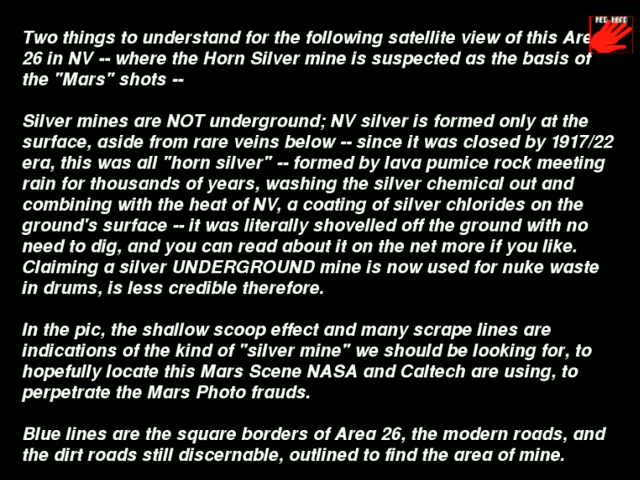 RED HAND
Two things to understand for the following satellite view of this Are
26 in NV -- where the Horn Silver mine is suspected as the basis of
the "Mars" shots --
Silver mines are NOT underground; NV silver is formed only at the
surface, aside from rare veins below -- since it was closed by 1917/22
era, this was all "horn silver" -- formed by lava pumice rock meeting
rain for thousands of years, washing the silver chemical out and
combining with the heat of NV, a coating of silver chlorides on the
ground's surface -- it was literally shovelled off the ground with no
need to dig, and you can read about it on the net more if you like.
Claiming a silver UNDERGROUND mine is now used for nuke waste
in drums, is less credible therefore.
In the pic, the shallow scoop effect and many scrape lines are
indications of the kind of "silver mine" we should be looking for, to
hopefully locate this Mars Scene NASA and Caltech are using, to
perpetrate the Mars Photo frauds.
Blue lines are the square borders of Area 26, the modern roads, and
the dirt roads still discernable, outlined to find the area of mine.